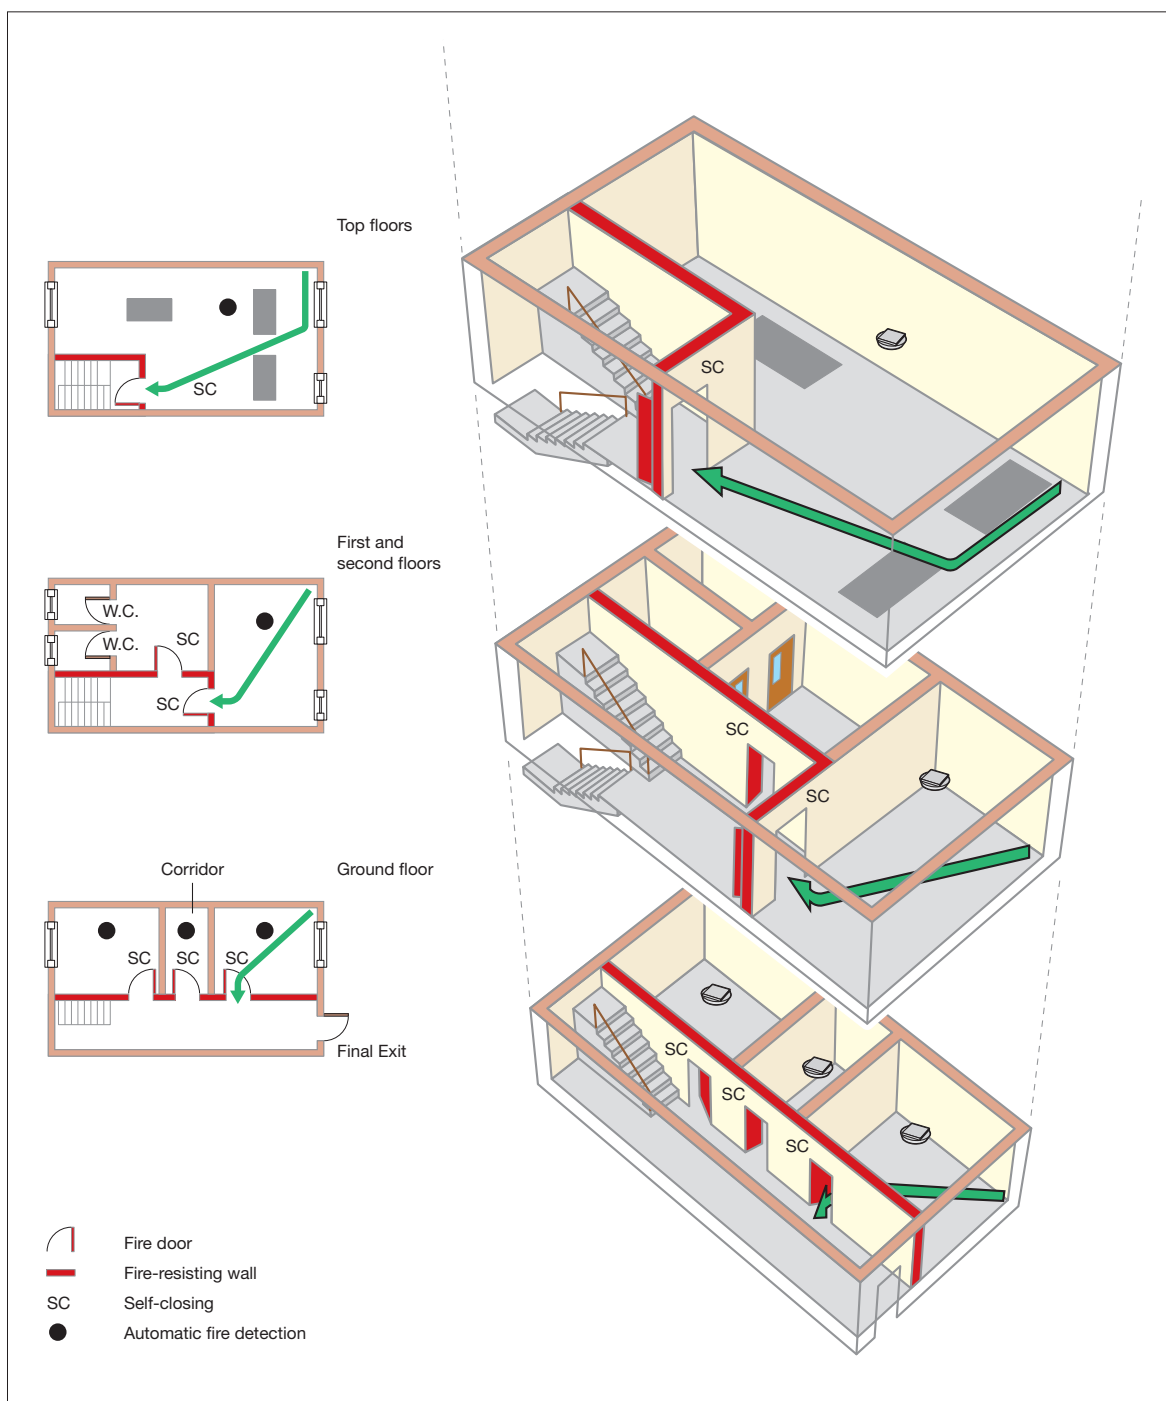 Top floors
SC
SC
First and
second floors
W.C.
W.C.
SC
SC
SC
SC
Corridor
Ground floor
SC
SC
SC
Final Exit
SC
SC
SC
Fire door
Fire-resisting wall
SC
Self-closing
Automatic fire detection